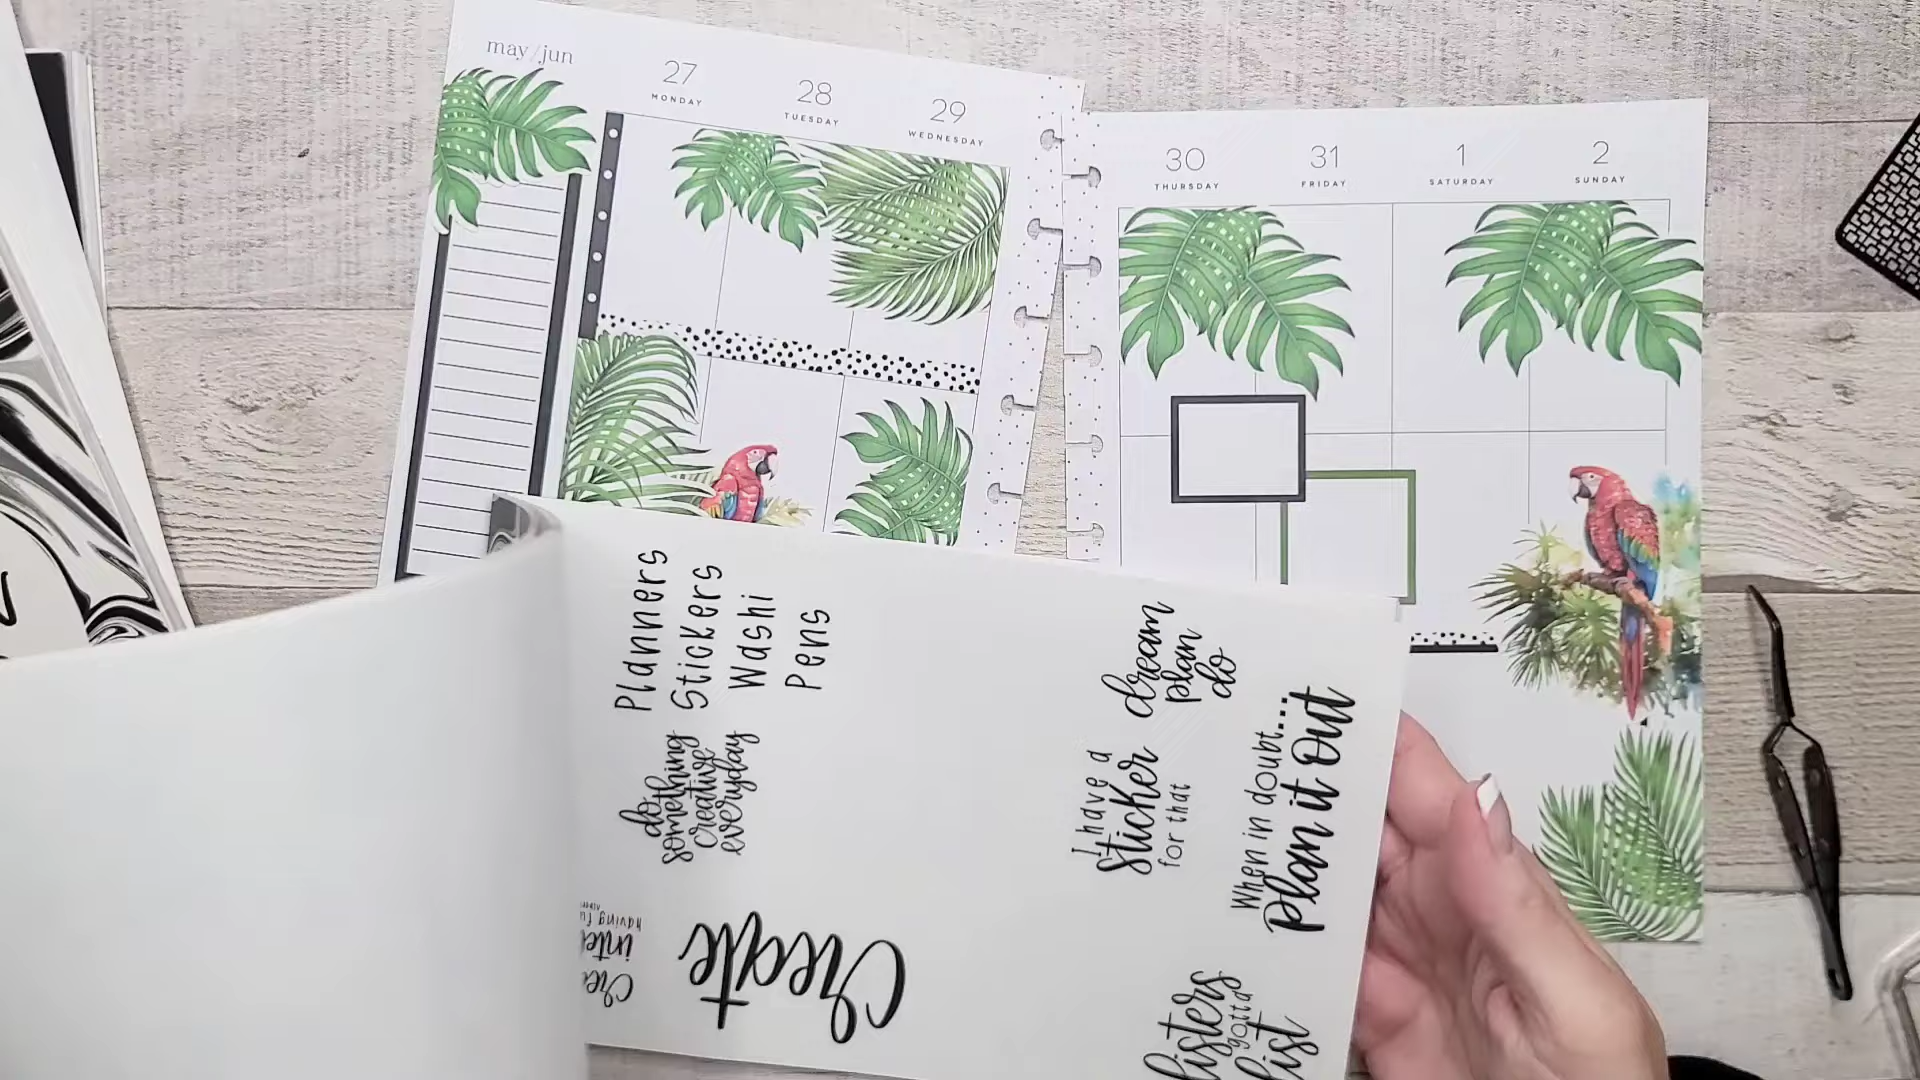 may/jun
27
MONDAY
28
TUESDAY
29
WEDNESDAY
30
THURSDAY
31
FRIDAY
1
SATURDAY
2
SUNDAY
Planners
Stickers
Washi
Pens
do
something
creative
everyday
Create
dream
plan
do
I have a
sticker
for that
When in doubt...
plan it out
listers
gotta
list
having